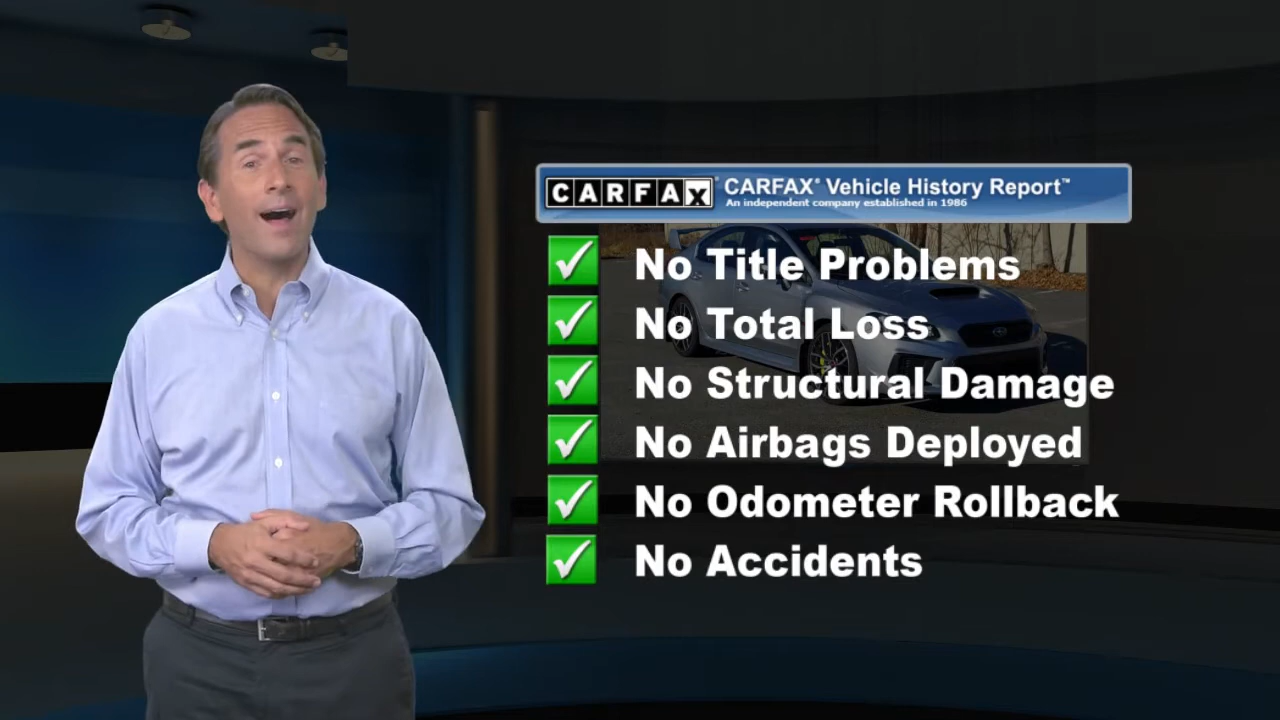 CARFAX® CARFAX® Vehicle History Report™
An independent company established in 1986
No Title Problems
No Total Loss
No Structural Damage
No Airbags Deployed
No Odometer Rollback
No Accidents